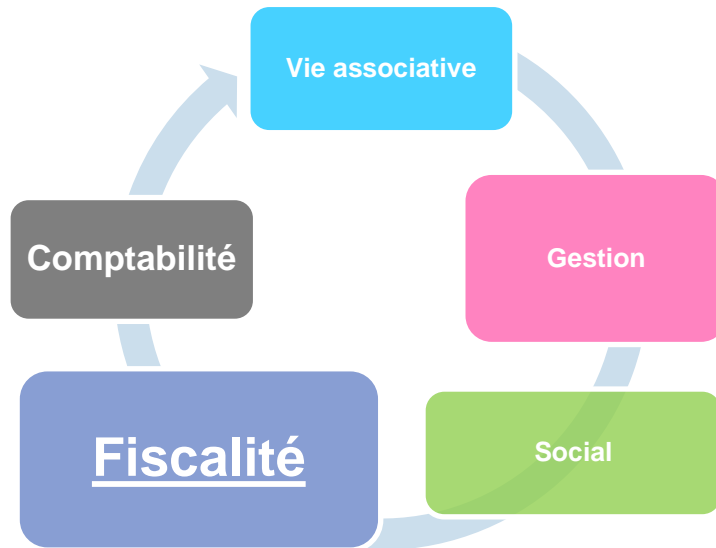 Vie associative
Gestion
Social
Fiscalité
Comptabilité